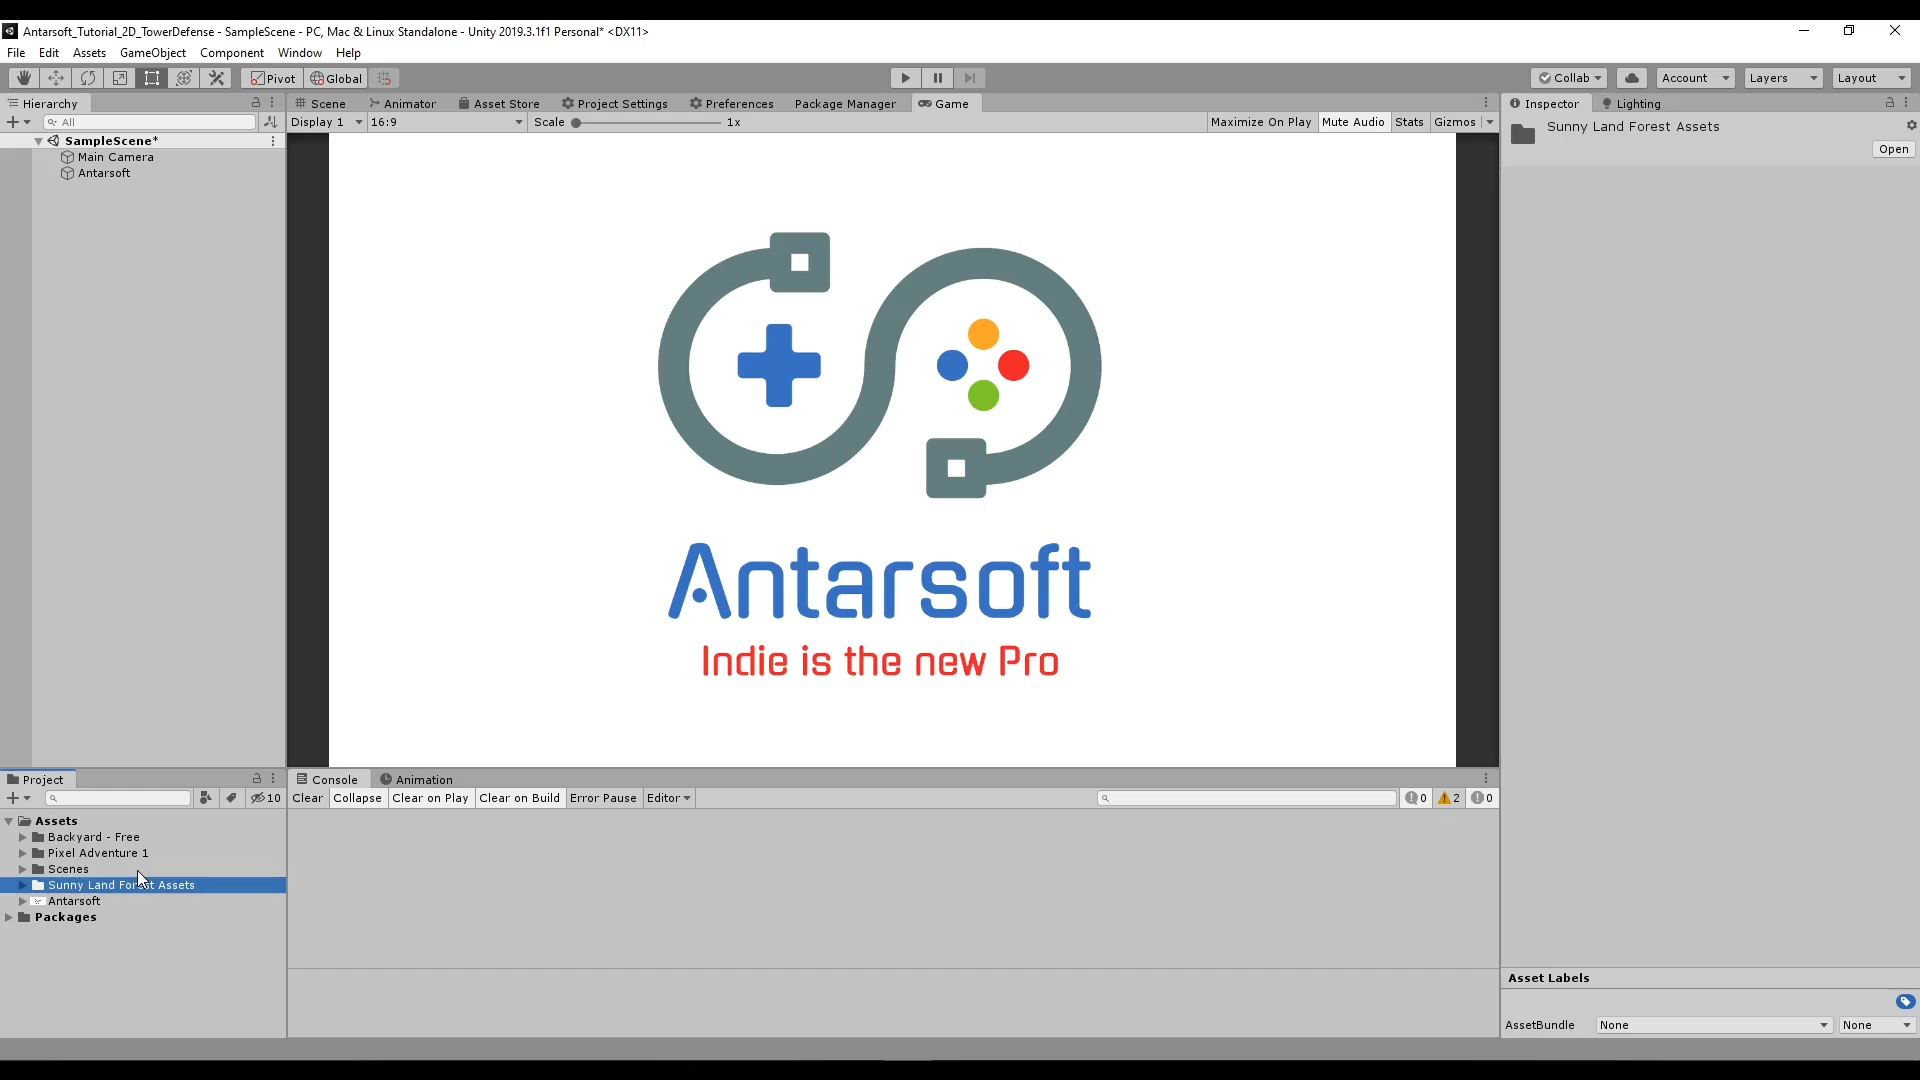 Antarsoft_Tutorial_2D_TowerDefense - SampleScene - PC, Mac & Linux Standalone - Unity 2019.3.1f1 Personal* <DX11>
File Edit Assets GameObject Component Window Help
Pivot Global Collab Account Layers Layout
Hierarchy
All
SampleScene*
Main Camera
Antarsoft
Scene Animator Asset Store Project Settings Preferences Package Manager Game
Display 1 16:9 Scale 1x Maximize On Play Mute Audio Stats Gizmos
Antarsoft
Indie is the new Pro
Inspector Lighting
Sunny Land Forest Assets
Open
Project
10
Assets
Backyard - Free
Pixel Adventure 1
Scenes
Sunny Land Forest Assets
Antarsoft
Packages
Console Animation
Clear Collapse Clear on Play Clear on Build Error Pause Editor 0 2 0
Asset Labels
AssetBundle None None